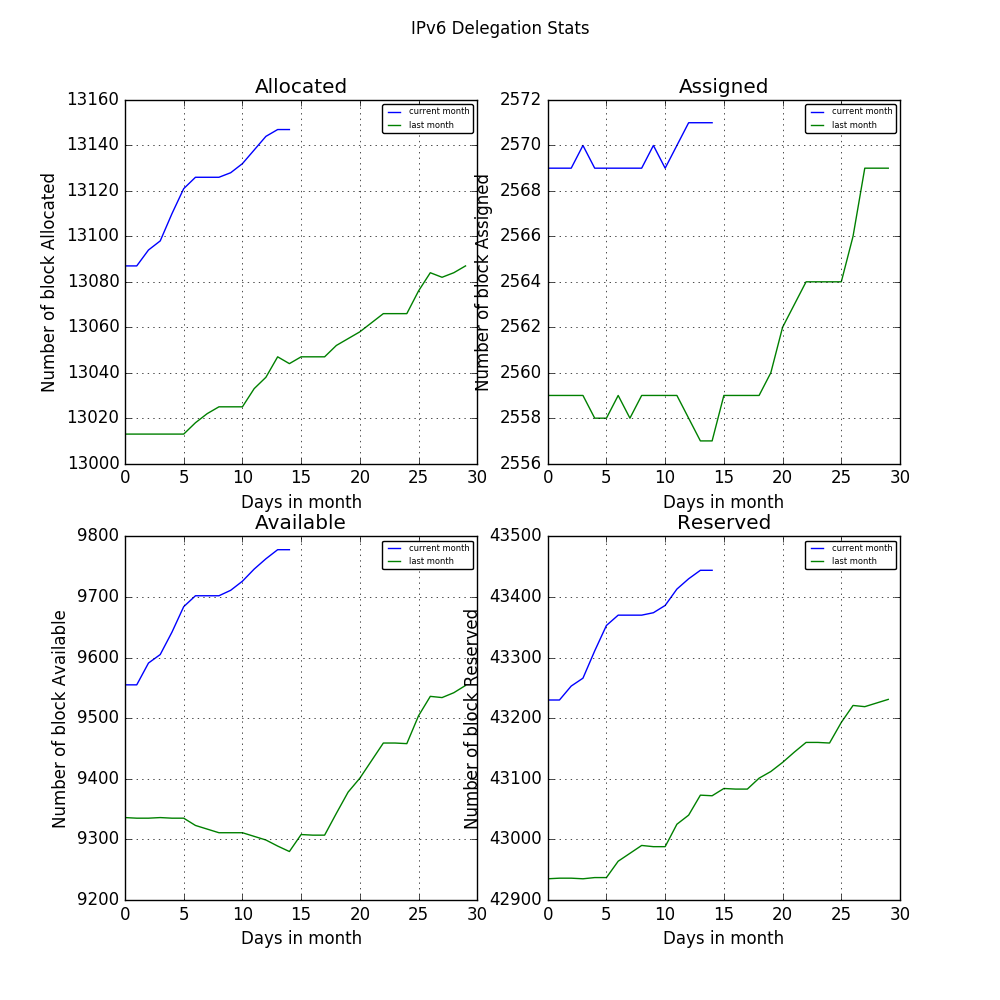 IPv6 Delegation Stats
Allocated
Number of block Allocated
13160
13140
13120
13100
13080
13060
13040
13020
13000
current month
last month
0 5 10 15 20 25 30
Days in month
Assigned
Number of block Assigned
2572
2570
2568
2566
2564
2562
2560
2558
2556
current month
last month
0 5 10 15 20 25 30
Days in month
Available
Number of block Available
9800
9700
9600
9500
9400
9300
9200
current month
last month
0 5 10 15 20 25 30
Days in month
Reserved
Number of block Reserved
43500
43400
43300
43200
43100
43000
42900
current month
last month
0 5 10 15 20 25 30
Days in month